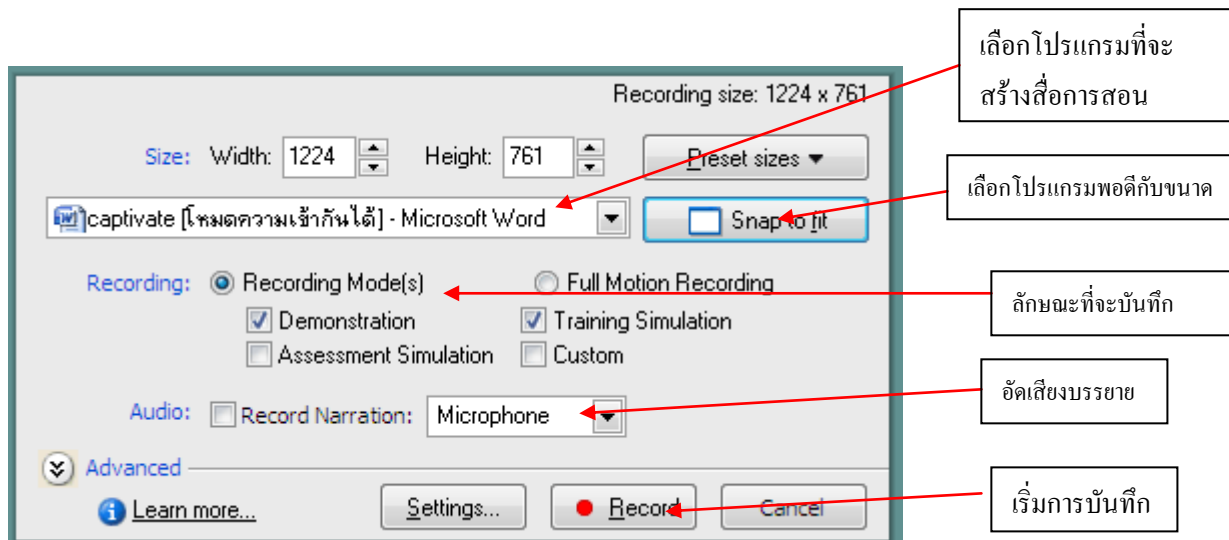 เลือกโปรแกรมที่จะ
สร้างสื่อการสอน
Recording size: 1224 x 761
Size: Width: 1224 Height: 761 Preset sizes
เลือกโปรแกรมพอดีกับขนาด
captivate [โหมดความเข้ากันได้] - Microsoft Word Snap to fit
Recording: Recording Mode(s) Full Motion Recording
ลักษณะที่จะบันทึก
Demonstration Training Simulation
Assessment Simulation Custom
อัดเสียงบรรยาย
Audio: Record Narration: Microphone
Advanced
เริ่มการบันทึก
Learn more... Settings... Record Cancel